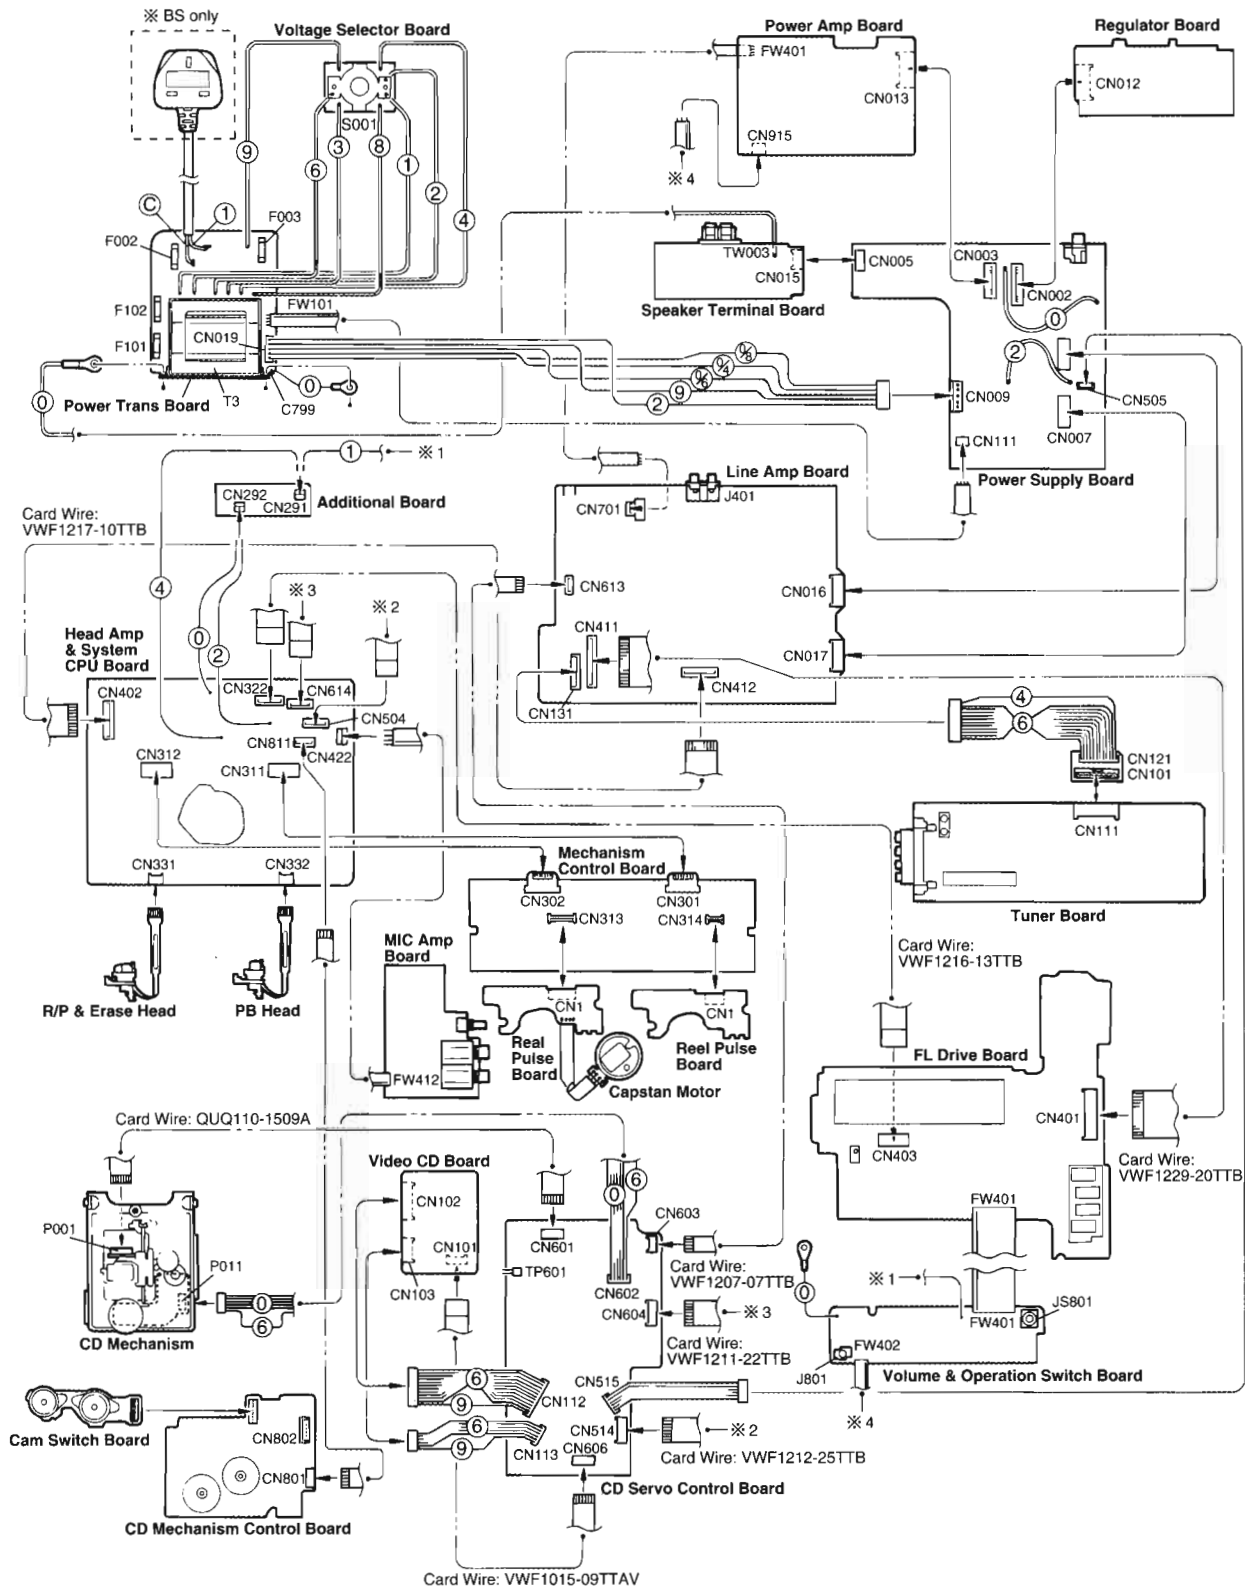 ※ BS only
Voltage Selector Board
Power Amp Board
Regulator Board
FW401
CN013
CN012
S001
CN915
※4
9
3
8
6
1
2
4
C
1
F002
F003
TW003
CN015
CN005
CN003
CN002
0
Speaker Terminal Board
F102
FW101
F101
CN019
T3
0
0
C799
Power Trans Board
0/8
0/4
0/6
9
2
2
CN009
CN505
CN007
CN111
Power Supply Board
1
※1
CN292
CN291
Additional Board
Line Amp Board
CN701
J401
Card Wire:
VWF1217-10TTB
4
※3
※2
CN613
CN016
Head Amp
& System
CPU Board
0
2
CN411
CN017
CN402
CN322
CN614
CN504
CN412
CN131
CN811
CN422
4
6
CN312
CN311
CN121
CN101
CN111
CN331
CN332
Mechanism
Control Board
CN302
CN301
CN313
CN314
Tuner Board
MIC Amp
Board
Card Wire:
VWF1216-13TTB
R/P & Erase Head
PB Head
CN1
CN1
Real
Pulse
Board
Reel Pulse
Board
FL Drive Board
FW412
Capstan Motor
Card Wire: QUQ110-1509A
CN401
CN403
Video CD Board
Card Wire:
VWF1229-20TTB
CN102
0
6
FW401
P001
CN101
CN601
CN603
P011
TP601
Card Wire:
VWF1207-07TTB
CN103
CN602
※1
0
0
6
CN604
※3
FW401
JS801
CD Mechanism
Card Wire:
VWF1211-22TTB
FW402
J801
Volume & Operation Switch Board
6
9
CN112
CN515
※4
Cam Switch Board
CN802
6
9
CN113
CN514
※2
CN606
Card Wire: VWF1212-25TTB
CN801
CD Servo Control Board
CD Mechanism Control Board
Card Wire: VWF1015-09TTAV